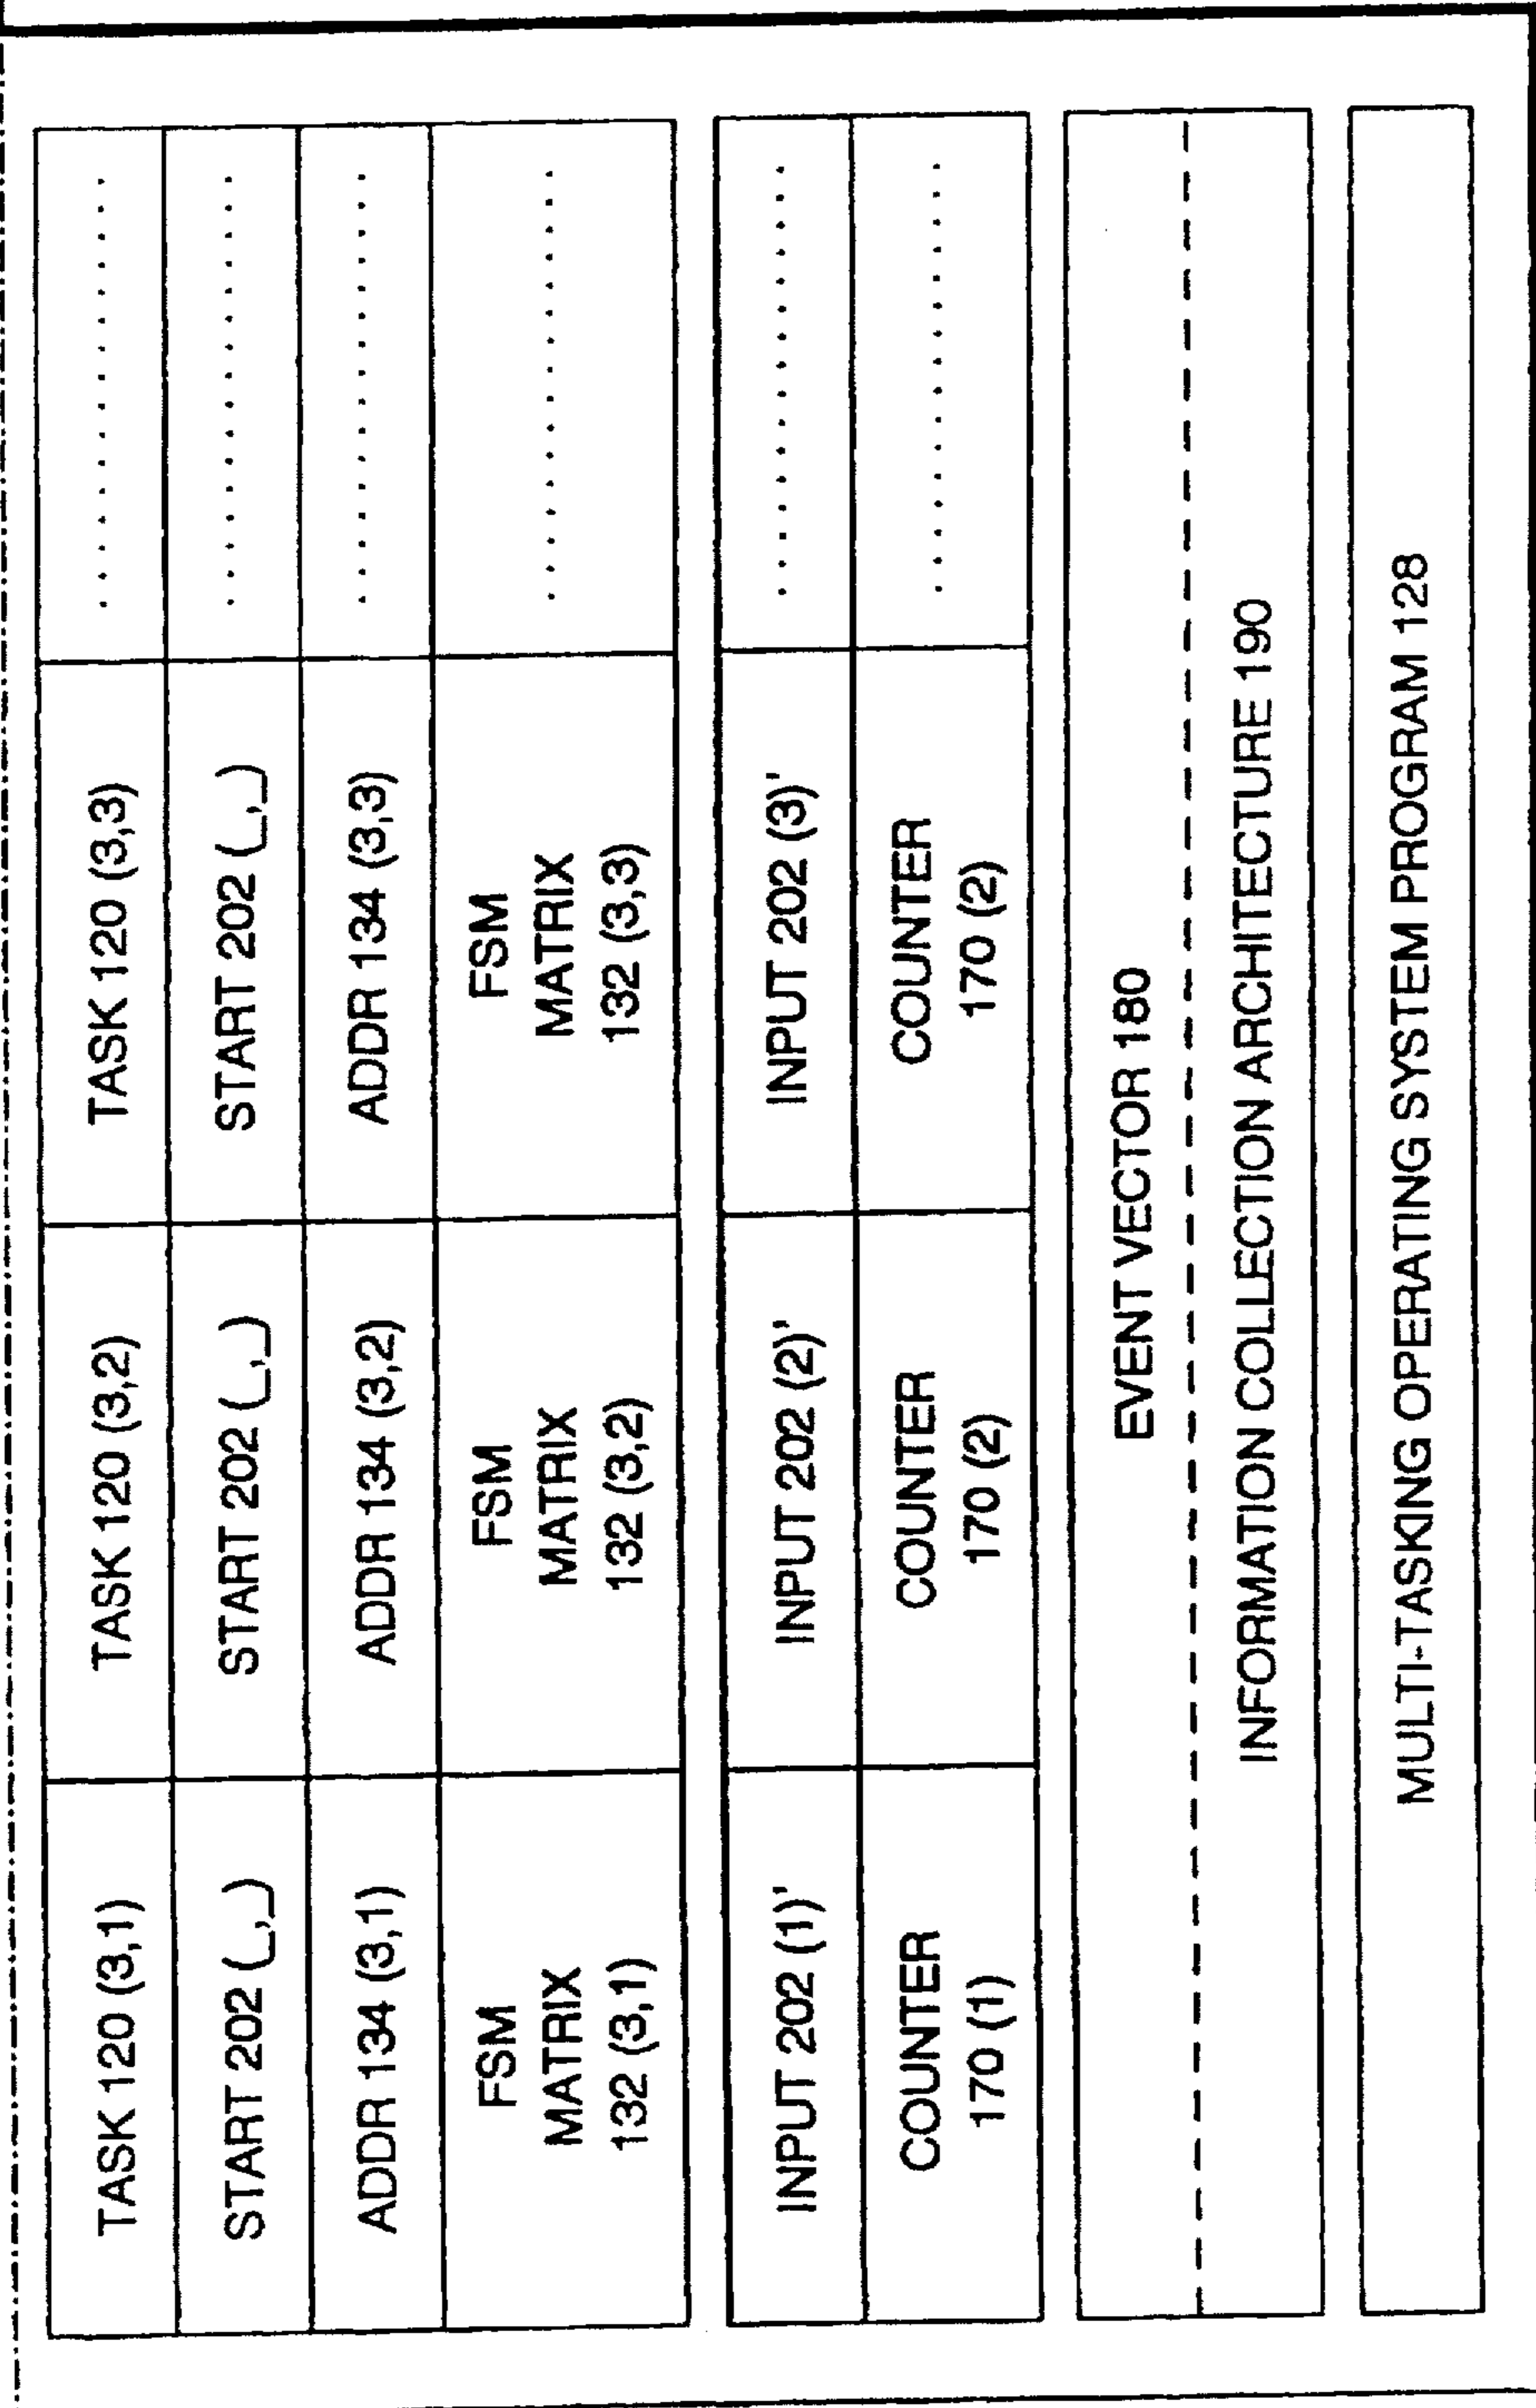 TASK 120 (3,1) TASK 120 (3,2) TASK 120 (3,3) . . . . . . . . . . . . . . . .
START 202 (_,_) START 202 (_,_) START 202 (_,_) . . . . . . . . . . . . . . . .
ADDR 134 (3,1) ADDR 134 (3,2) ADDR 134 (3,3) . . . . . . . . . . . . . . . .
FSM FSM FSM
MATRIX MATRIX MATRIX . . . . . . . . . . . . . . . .
132 (3,1) 132 (3,2) 132 (3,3)
INPUT 202 (1)' INPUT 202 (2)' INPUT 202 (3)' . . . . . . . . . . . . . . . .
COUNTER COUNTER COUNTER . . . . . . . . . . . . . . . .
170 (1) 170 (2) 170 (2)
EVENT VECTOR 180
INFORMATION COLLECTION ARCHITECTURE 190
MULTI-TASKING OPERATING SYSTEM PROGRAM 128